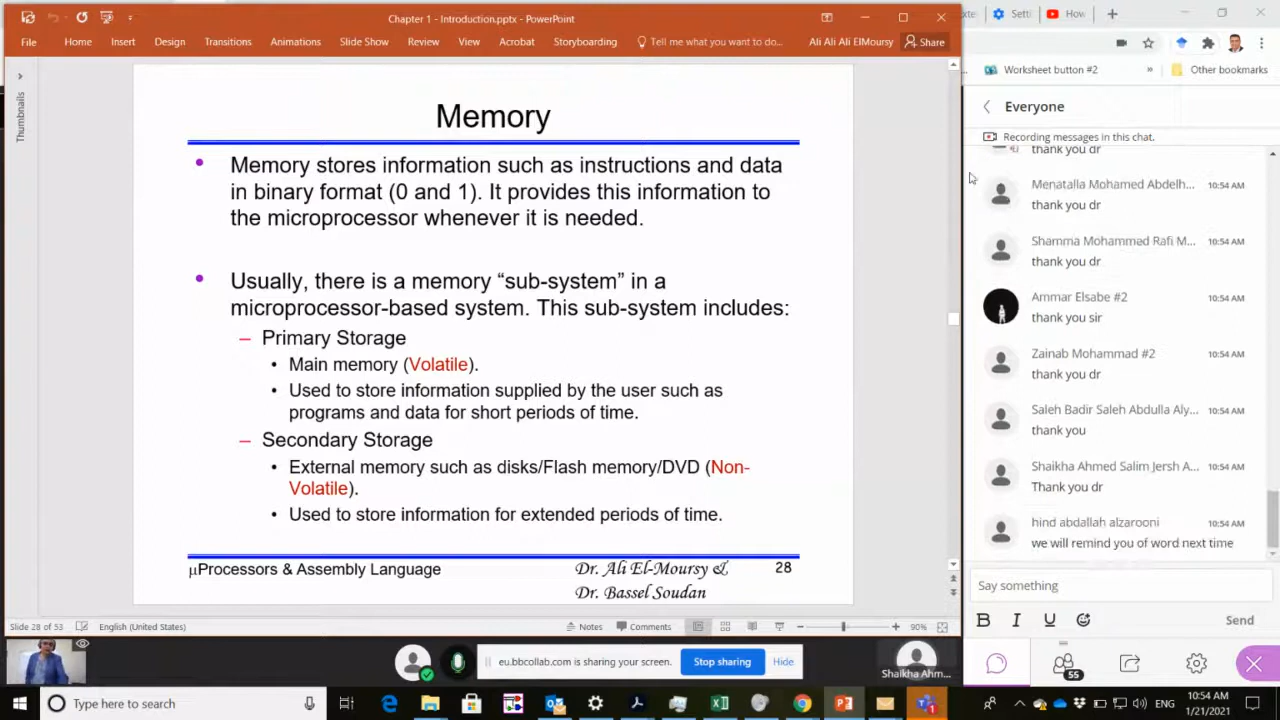 Chapter 1 - Introduction.pptx - PowerPoint
File Home Insert Design Transitions Animations Slide Show Review View Acrobat Storyboarding Tell me what you want to do... Ali Ali Ali ElMoursy Share
Thumbnails
Memory
• Memory stores information such as instructions and data
in binary format (0 and 1). It provides this information to
the microprocessor whenever it is needed.
• Usually, there is a memory “sub-system” in a
microprocessor-based system. This sub-system includes:
– Primary Storage
• Main memory (Volatile).
• Used to store information supplied by the user such as
programs and data for short periods of time.
– Secondary Storage
• External memory such as disks/Flash memory/DVD (Non-
Volatile).
• Used to store information for extended periods of time.
µProcessors & Assembly Language
Dr. Ali El-Moursy &
Dr. Bassel Soudan
28
Slide 28 of 53 English (United States) Notes Comments 90%
eu.bbcollab.com is sharing your screen. Stop sharing Hide
Shaikha Ahm...
Setti
How
Worksheet button #2 » Other bookmarks
Everyone
Recording messages in this chat.
thank you dr
Menatalla Mohamed Abdelh... 10:54 AM
thank you dr
Shamma Mohammed Rafi M... 10:54 AM
thank you dr
Ammar Elsabe #2 10:54 AM
thank you sir
Zainab Mohammad #2 10:54 AM
thank you dr
Saleh Badir Saleh Abdulla Aly... 10:54 AM
thank you
Shaikha Ahmed Salim Jersh A... 10:54 AM
Thank you dr
hind abdallah alzarooni 10:54 AM
we will remind you of word next time
Say something
B I U Send
55
Type here to search
ENG
10:54 AM
1/21/2021